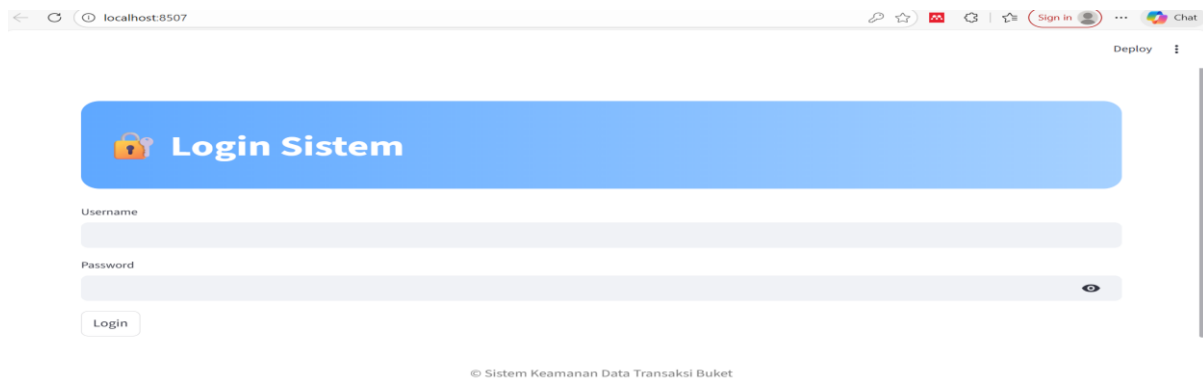 localhost:8507
Sign in
Chat
Deploy
Login Sistem
Username
Password
Login
© Sistem Keamanan Data Transaksi Buket